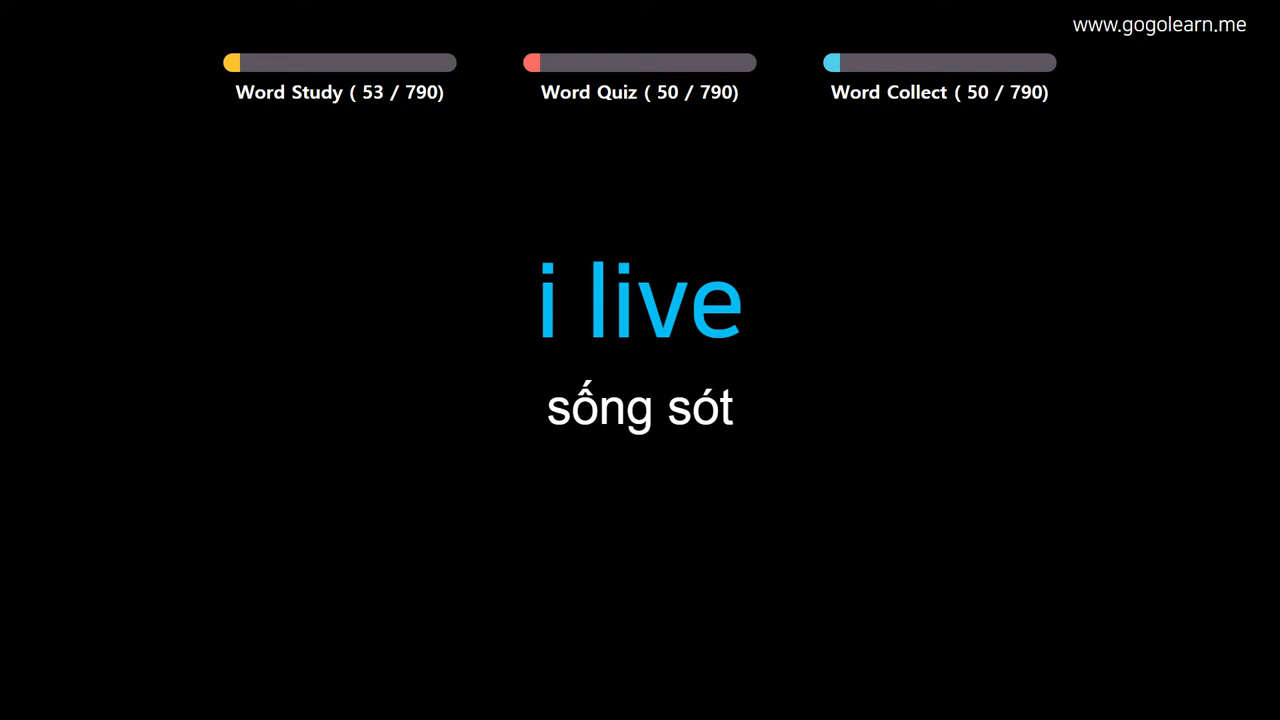 www.gogolearn.me
Word Study ( 53 / 790)
Word Quiz ( 50 / 790)
Word Collect ( 50 / 790)
i live
sống sót